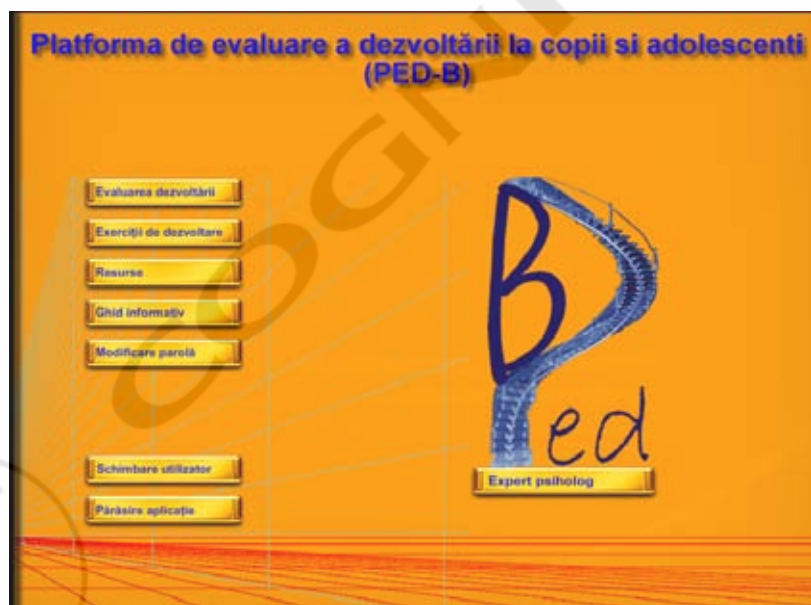 Platforma de evaluare a dezvoltării la copii si adolescenti
(PED-B)
Evaluarea dezvoltării
Exerciții de dezvoltare
Resurse
Ghid informativ
Modificare parolă
Schimbare utilizator
Părăsire aplicație
B
ed
Expert psiholog
COGNI